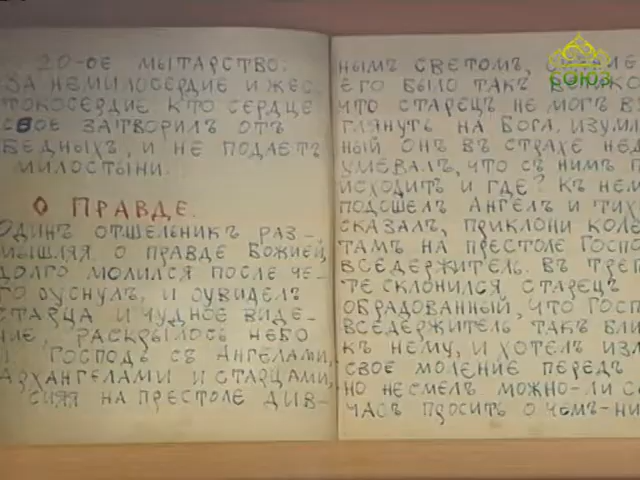 20-ое мытарство:
за немилосердие и жес-
токосердие кто сердце
свое затворилъ отъ
бедныхъ, и не подаетъ
милостыни.
О Правде.
Одинъ отшельникъ раз-
мышляя о правде Божией,
долго молился после че-
го оуснулъ, и оувиделъ
старца и чудное виде-
ние, раскрылось небо
и Господь съ Ангелами,
Архангелами и старцами,
сияя на престоле див-
нымъ светомъ,
его было такъ
что старецъ не могъ в
глянуть на Бога. Изумл
ный онъ въ страхе нед
умевалъ, что съ нимъ п
исходитъ и где? Къ нем
подошелъ Ангелъ и тих
сказалъ, приклони коле
тамъ на престоле Госпо
Вседержитель. Въ треп
те склонился старецъ
обрадованный, что Госп
Вседержитель такъ бли
къ нему, и хотелъ изл
свое моление передъ
но несмелъ можно-ли с
часъ просить о чемъ-ни
СОЮЗ